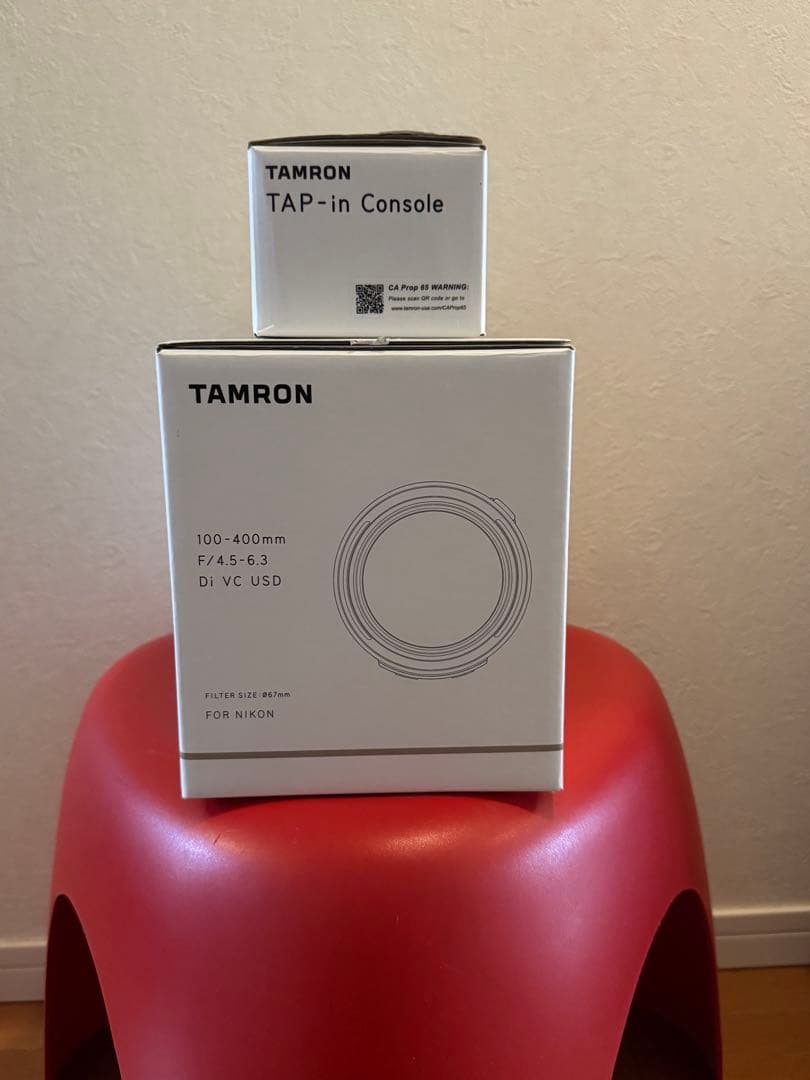 TAMRON
TAP-in Console
CA Prop 65 WARNING:
Please scan QR code or go to
www.tamron-usa.com/CAProp65
TAMRON
100-400mm
F/4.5-6.3
Di VC USD
FILTER SIZE:Ø67mm
FOR NIKON